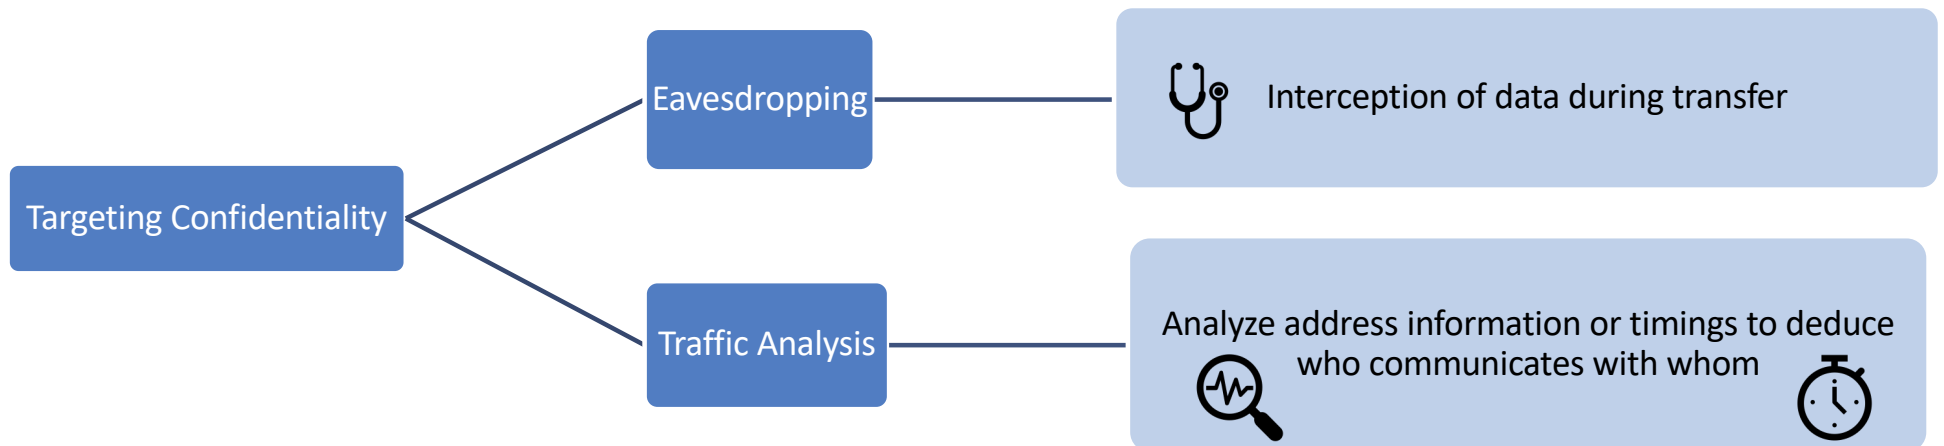 Targeting Confidentiality
Eavesdropping
Interception of data during transfer
Traffic Analysis
Analyze address information or timings to deduce
who communicates with whom